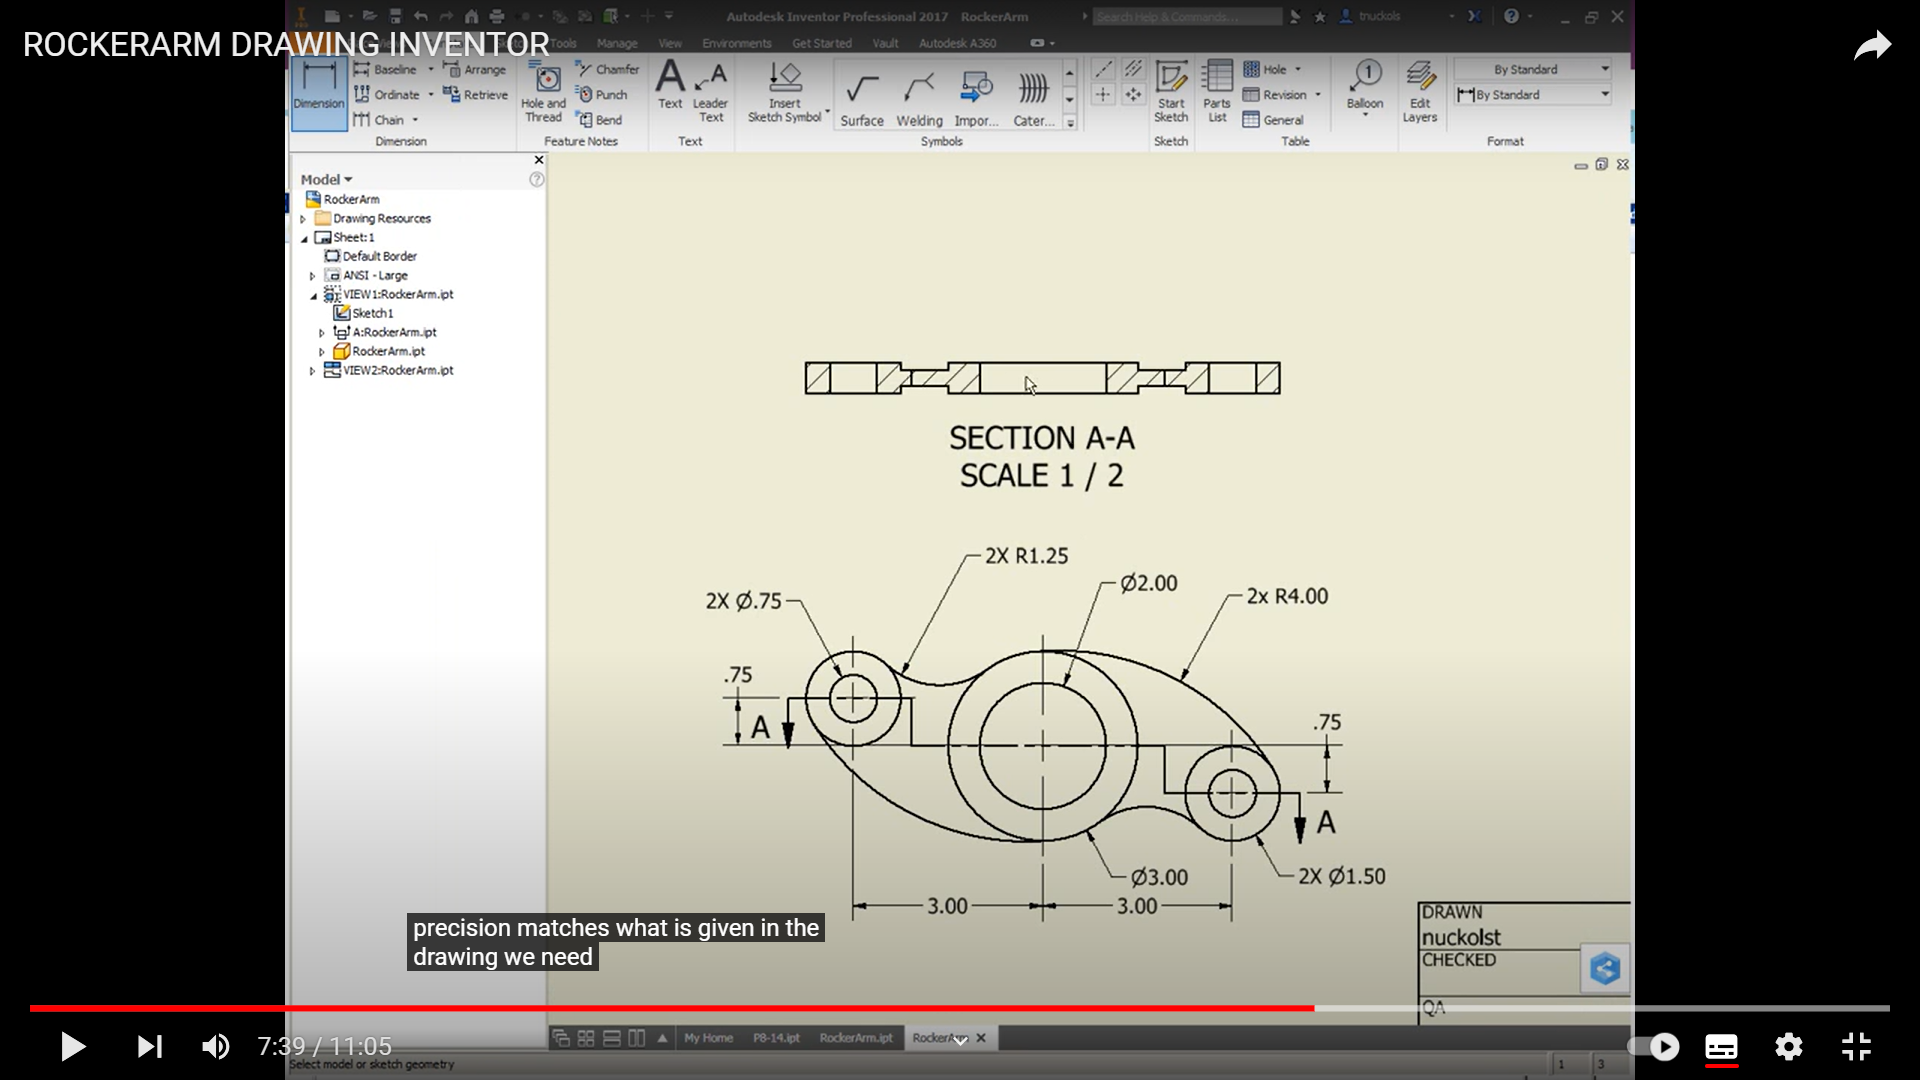 ROCKERARM DRAWING INVENTOR
Autodesk Inventor Professional 2017 RockerArm
Search Help & Commands...
tnuckols
Tools Manage View Environments Get Started Vault Autodesk A360
Dimension
Baseline
Ordinate
Chain
Arrange
Retrieve
Dimension
Hole and Thread
Chamfer
Punch
Bend
Feature Notes
Text
Leader Text
Text
Insert Sketch Symbol
Surface
Welding
Impor...
Cater...
Symbols
Start Sketch
Sketch
Parts List
Hole
Revision
General
Table
1
Balloon
Edit Layers
By Standard
By Standard
Format
Model
RockerArm
Drawing Resources
Sheet:1
Default Border
ANSI - Large
VIEW1:RockerArm.ipt
Sketch1
A:RockerArm.ipt
RockerArm.ipt
VIEW2:RockerArm.ipt
SECTION A-A
SCALE 1 / 2
2X R1.25
Ø2.00
2X Ø.75
2x R4.00
.75
A
.75
A
Ø3.00
2X Ø1.50
3.00
3.00
DRAWN
nuckolst
CHECKED
QA
precision matches what is given in the
drawing we need
My Home P8-14.ipt RockerArm.ipt RockerArm
7:39 / 11:05
Select model or sketch geometry
1 3